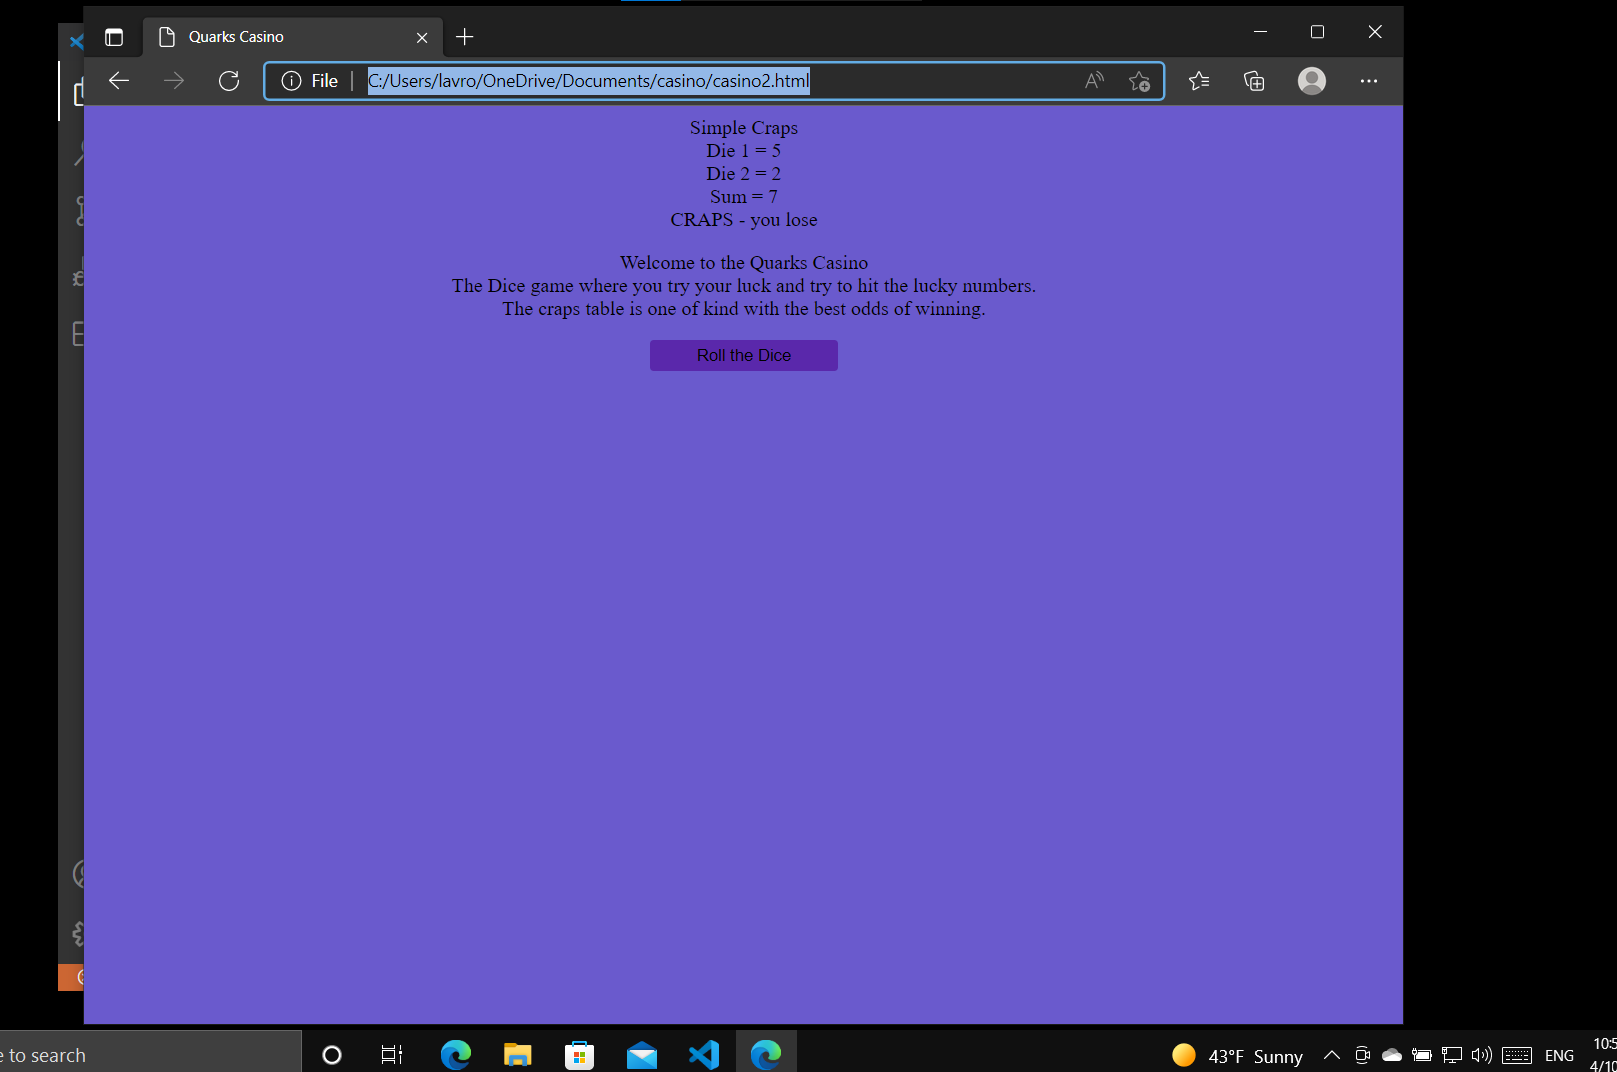 Quarks Casino
File
C:/Users/lavro/OneDrive/Documents/casino/casino2.html
Simple Craps
Die 1 = 5
Die 2 = 2
Sum = 7
CRAPS - you lose
Welcome to the Quarks Casino
The Dice game where you try your luck and try to hit the lucky numbers.
The craps table is one of kind with the best odds of winning.
Roll the Dice
to search
43°F Sunny
ENG
10:5
4/10